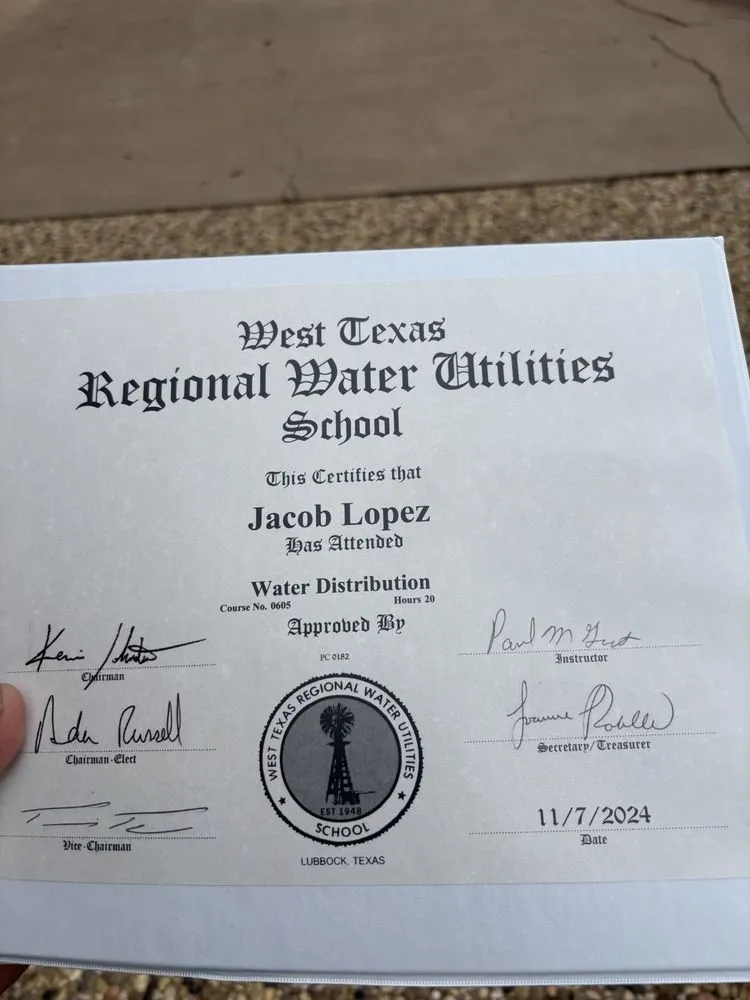 West Texas
Regional Water Utilities
School
This Certifies that
Jacob Lopez
Has Attended
Water Distribution
Course No. 0605 Hours 20
Approved By
PC 0182
Chairman
Instructor
Russell
Chairman-Elect
Secretary/Treasurer
Vice-Chairman
11/7/2024
Date
WEST TEXAS REGIONAL WATER UTILITIES
EST 1948
SCHOOL
LUBBOCK, TEXAS